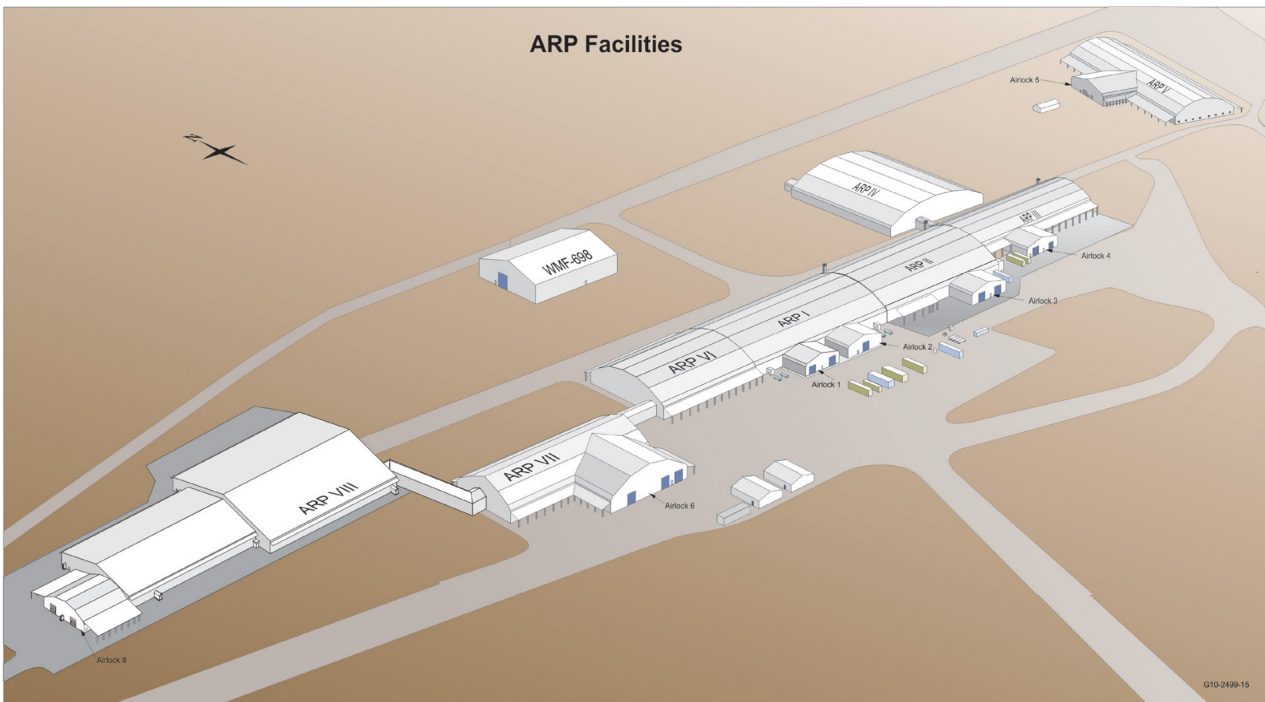 ARP Facilities
Airlock 5
ARP V
ARP IV
ARP III
N
WMF-698
Airlock 4
ARP II
Airlock 3
ARP I
Airlock 2
ARP VI
Airlock 1
ARP VII
ARP VIII
Airlock 6
Airlock 8
G10-2499-15